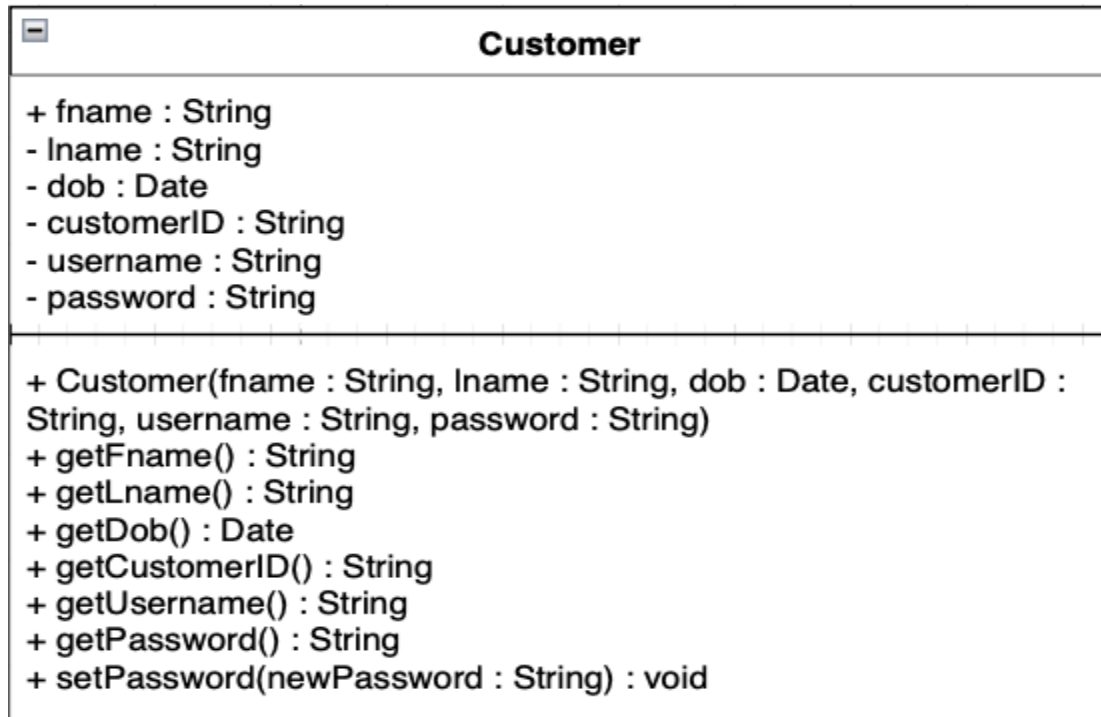 Customer
+ fname : String
- lname : String
- dob : Date
- customerID : String
- username : String
- password : String
+ Customer(fname : String, lname : String, dob : Date, customerID :
String, username : String, password : String)
+ getFname() : String
+ getLname() : String
+ getDob() : Date
+ getCustomerID() : String
+ getUsername() : String
+ getPassword() : String
+ setPassword(newPassword : String) : void